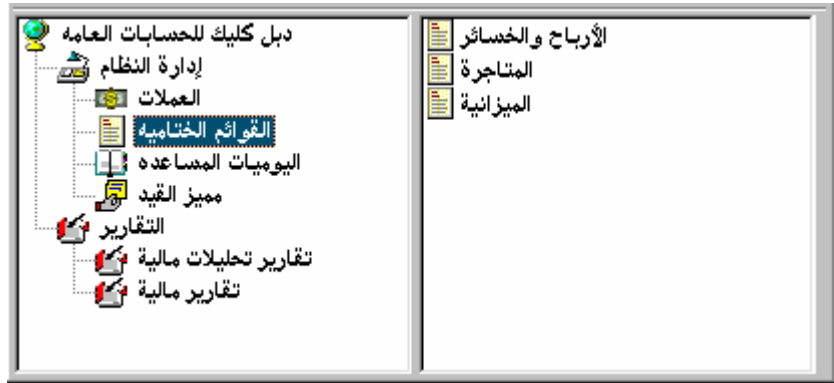 دبل كليك للحسابات العامه
إدارة النظام
العملات
القوائم الختاميه
اليوميات المساعده
مميز القيد
التقارير
تقارير تحليلات مالية
تقارير مالية
الأرباح والخسائر
المتاجرة
الميزانية